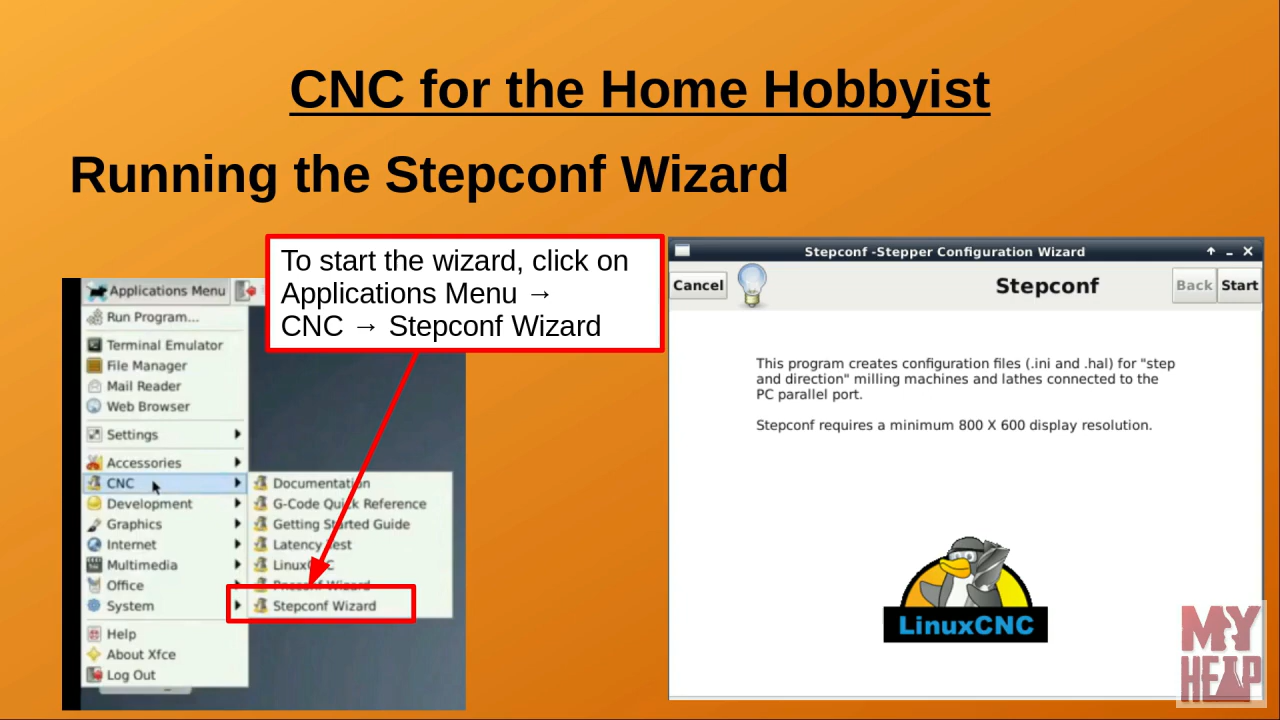 CNC for the Home Hobbyist
Running the Stepconf Wizard
To start the wizard, click on
Applications Menu →
CNC → Stepconf Wizard
Applications Menu
Run Program...
Terminal Emulator
File Manager
Mail Reader
Web Browser
Settings
Accessories
CNC
Development
Graphics
Internet
Multimedia
Office
System
Help
About Xfce
Log Out
Documentation
G-Code Quick Reference
Getting Started Guide
Latency Test
LinuxCNC
Pncconf Wizard
Stepconf Wizard
Stepconf -Stepper Configuration Wizard
Cancel
Stepconf
Back
Start
This program creates configuration files (.ini and .hal) for "step
and direction" milling machines and lathes connected to the
PC parallel port.
Stepconf requires a minimum 800 X 600 display resolution.
LinuxCNC
MY
HEAP